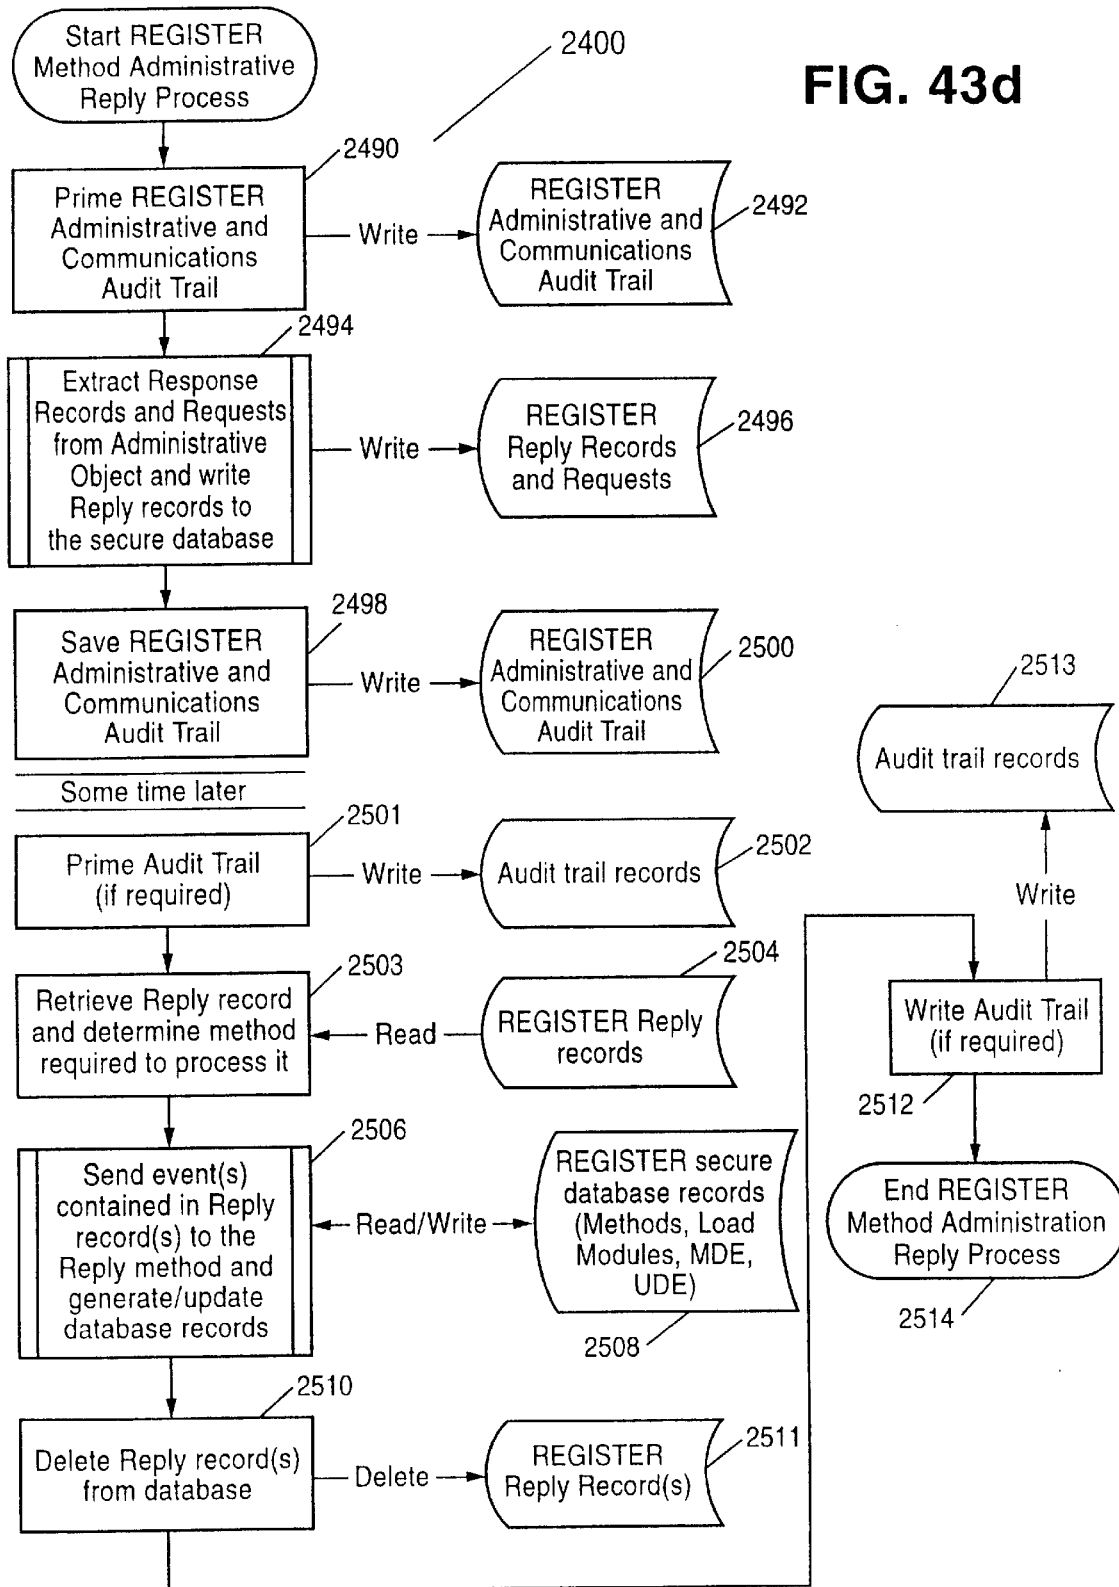 Start REGISTER
Method Administrative
Reply Process
2400
FIG. 43d
2490
Prime REGISTER
Administrative and
Communications
Audit Trail
Write
REGISTER
Administrative and
Communications
Audit Trail
2492
2494
Extract Response
Records and Requests
from Administrative
Object and write
Reply records to
the secure database
Write
REGISTER
Reply Records
and Requests
2496
2498
Save REGISTER
Administrative and
Communications
Audit Trail
Write
REGISTER
Administrative and
Communications
Audit Trail
2500
Some time later
2501
Prime Audit Trail
(if required)
Write
Audit trail records
2502
2503
Retrieve Reply record
and determine method
required to process it
Read
2504
REGISTER Reply
records
2506
Send event(s)
contained in Reply
record(s) to the
Reply method and
generate/update
database records
Read/Write
REGISTER secure
database records
(Methods, Load
Modules, MDE,
UDE)
2508
2510
Delete Reply record(s)
from database
Delete
REGISTER
Reply Record(s)
2511
2513
Audit trail records
Write
Write Audit Trail
(if required)
2512
End REGISTER
Method Administration
Reply Process
2514